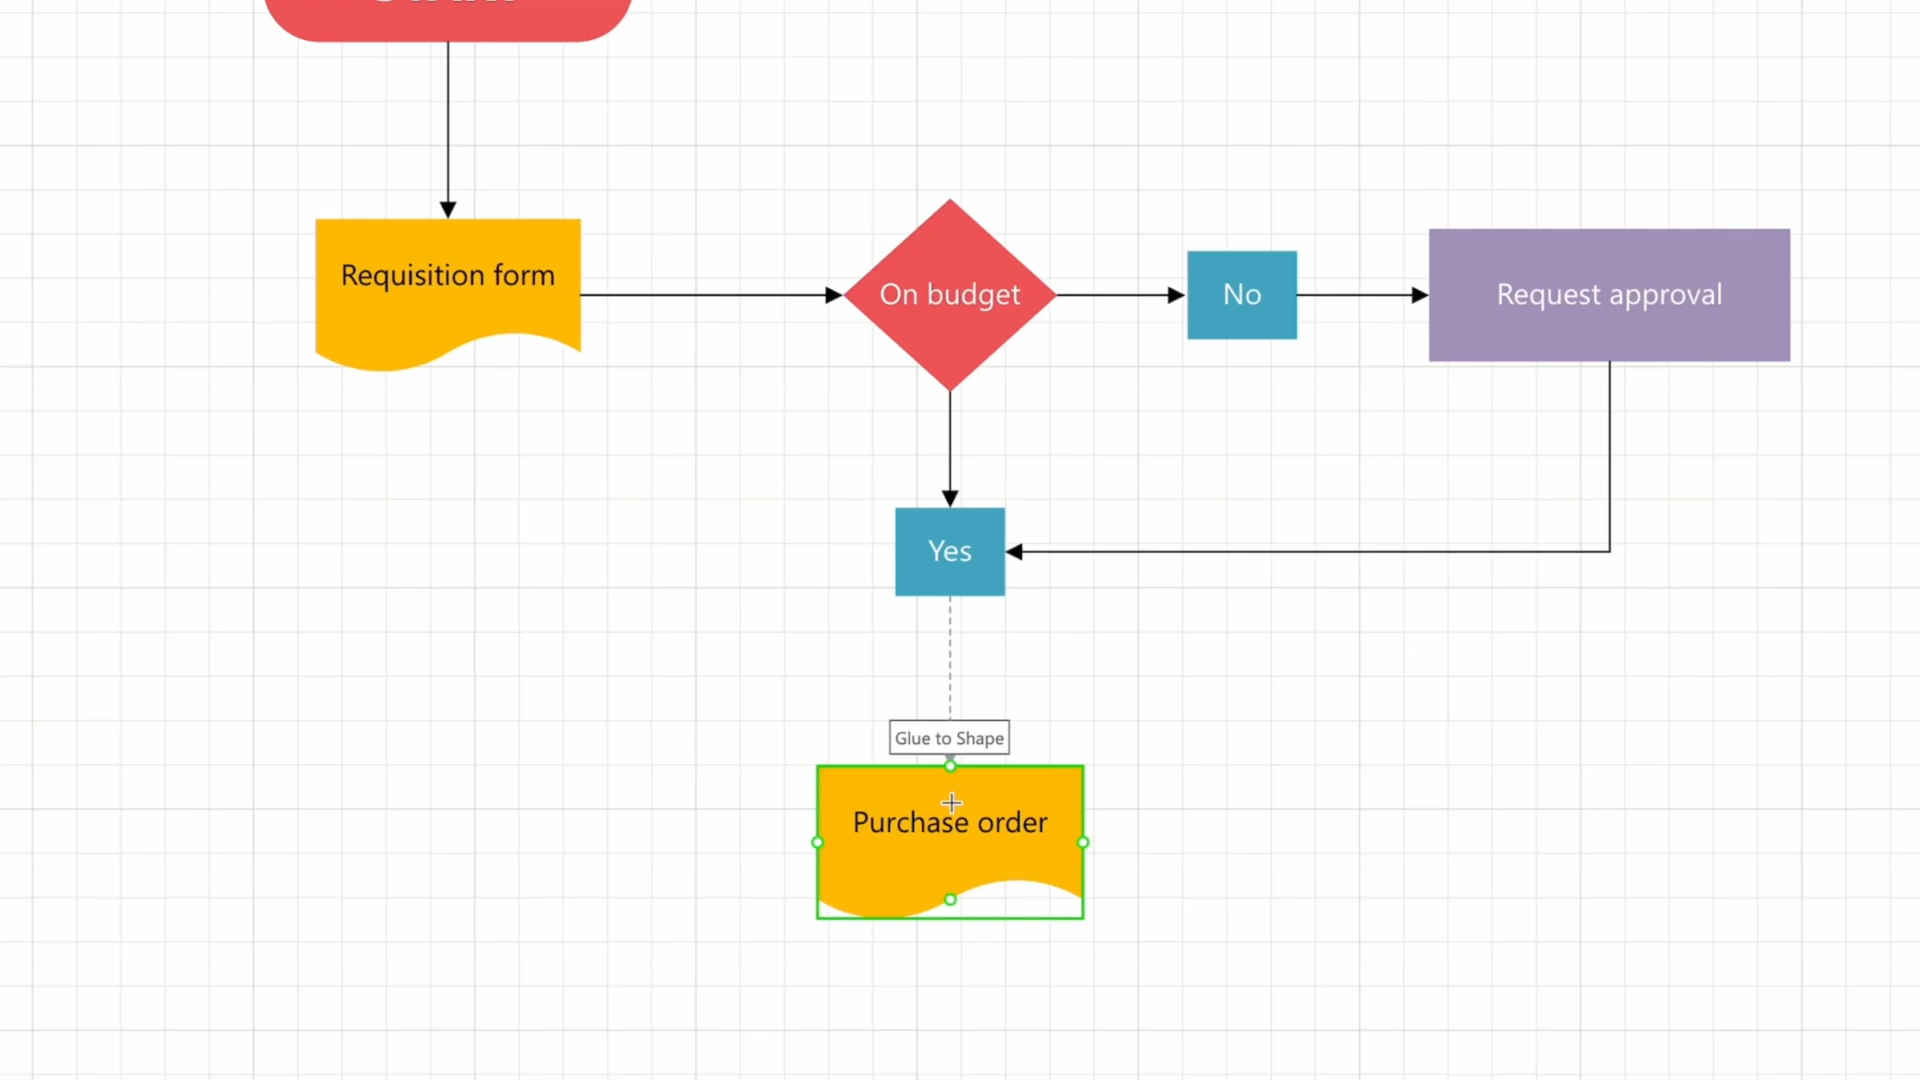 Requisition form
On budget
No
Request approval
Yes
Glue to Shape
Purchase order